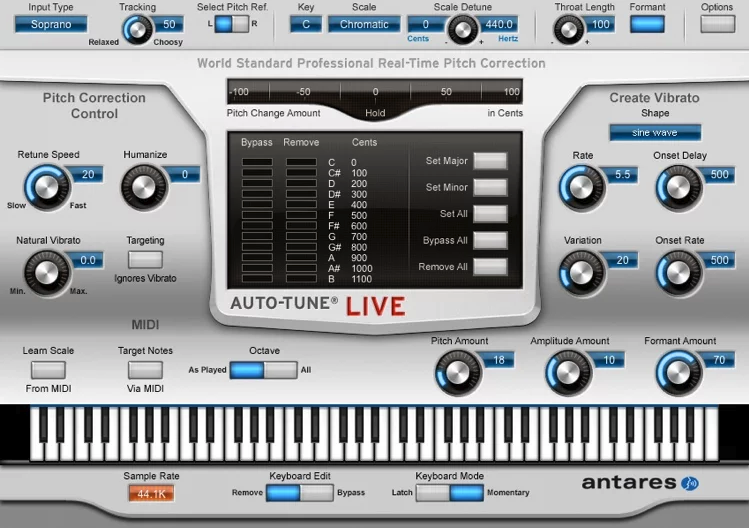 Input Type Tracking Select Pitch Ref. Key Scale Scale Detune Throat Length Formant Options
Soprano 50 L R C Chromatic 0 440.0 100
Relaxed Choosy Cents - + Hertz - +
World Standard Professional Real-Time Pitch Correction
-100 -50 0 50 100
Pitch Change Amount Hold in Cents
Pitch Correction
Control
Retune Speed Humanize
20 0
Slow Fast
Natural Vibrato Targeting
0.0
Min. Max. Ignores Vibrato
Bypass Remove Cents
C 0
C# 100
D 200
D# 300
E 400
F 500
F# 600
G 700
G# 800
A 900
A# 1000
B 1100
Set Major
Set Minor
Set All
Bypass All
Remove All
AUTO-TUNE® LIVE
Create Vibrato
Shape
sine wave
Rate Onset Delay
5.5 500
Variation Onset Rate
20 500
MIDI
Learn Scale Target Notes Octave
As Played All
From MIDI Via MIDI
Pitch Amount Amplitude Amount Formant Amount
18 10 70
Sample Rate Keyboard Edit Keyboard Mode
44.1K Remove Bypass Latch Momentary
antares